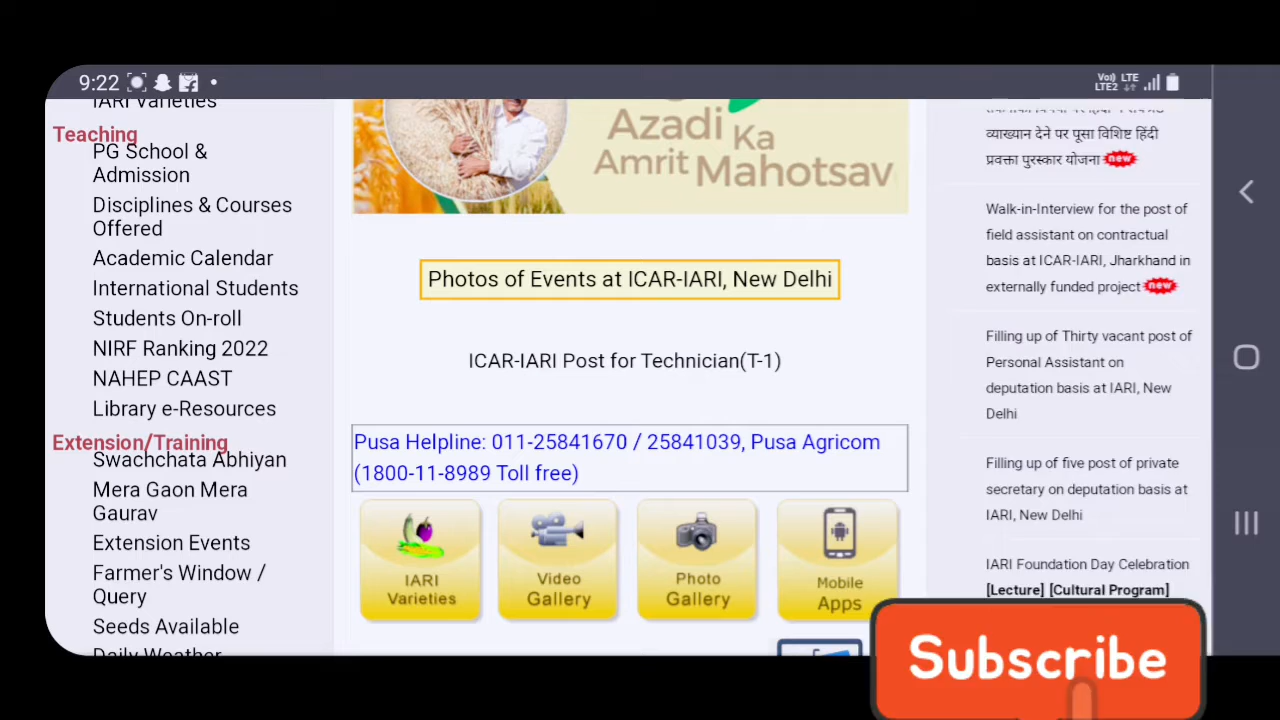 9:22
Vo) LTE
LTE2
IARI Varieties
Teaching
PG School &
Admission
Disciplines & Courses
Offered
Academic Calendar
International Students
Students On-roll
NIRF Ranking 2022
NAHEP CAAST
Library e-Resources
Extension/Training
Swachchata Abhiyan
Mera Gaon Mera
Gaurav
Extension Events
Farmer's Window /
Query
Seeds Available
Daily Weather
Azadi Ka
Amrit Mahotsav
Photos of Events at ICAR-IARI, New Delhi
ICAR-IARI Post for Technician(T-1)
Pusa Helpline: 011-25841670 / 25841039, Pusa Agricom
(1800-11-8989 Toll free)
IARI
Varieties
Video
Gallery
Photo
Gallery
Mobile
Apps
व्याख्यान देने पर पूसा विशिष्ट हिंदी
प्रवक्ता पुरस्कार योजना new
Walk-in-Interview for the post of
field assistant on contractual
basis at ICAR-IARI, Jharkhand in
externally funded project new
Filling up of Thirty vacant post of
Personal Assistant on
deputation basis at IARI, New
Delhi
Filling up of five post of private
secretary on deputation basis at
IARI, New Delhi
IARI Foundation Day Celebration
[Lecture] [Cultural Program]
Subscribe